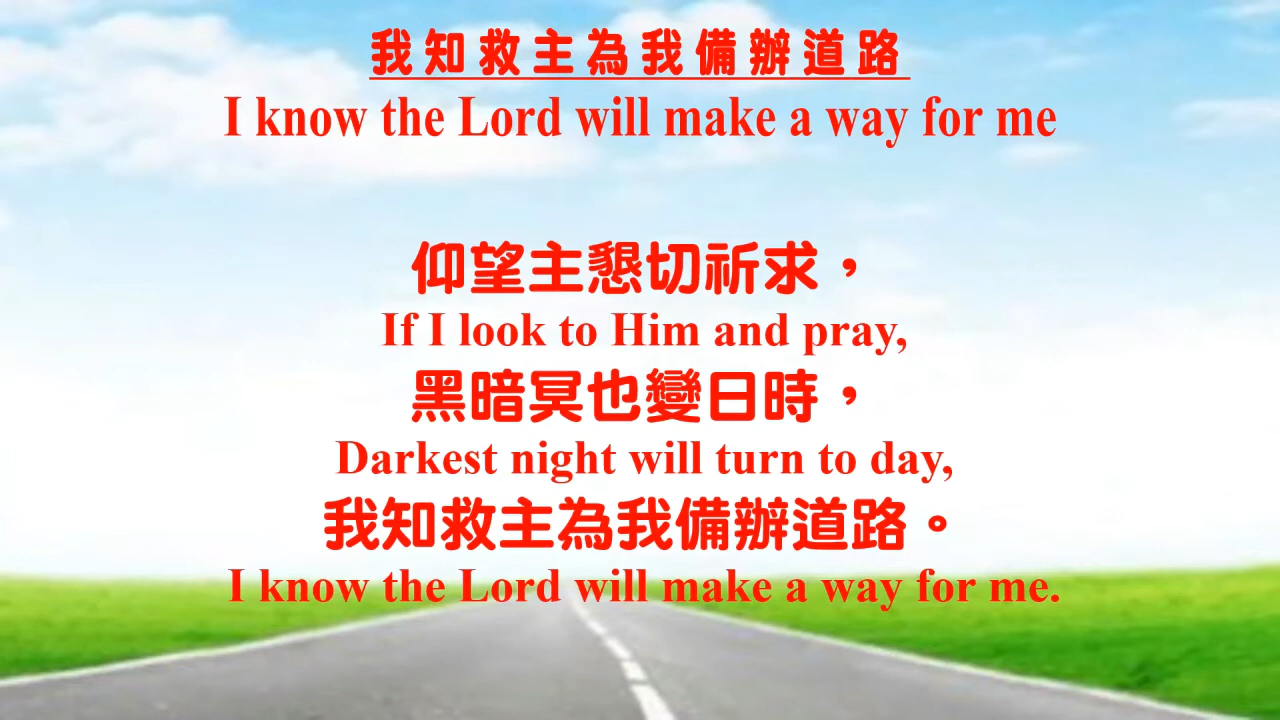 我知救主為我備辦道路
I know the Lord will make a way for me
仰望主懇切祈求，
If I look to Him and pray,
黑暗冥也變日時，
Darkest night will turn to day,
我知救主為我備辦道路。
I know the Lord will make a way for me.